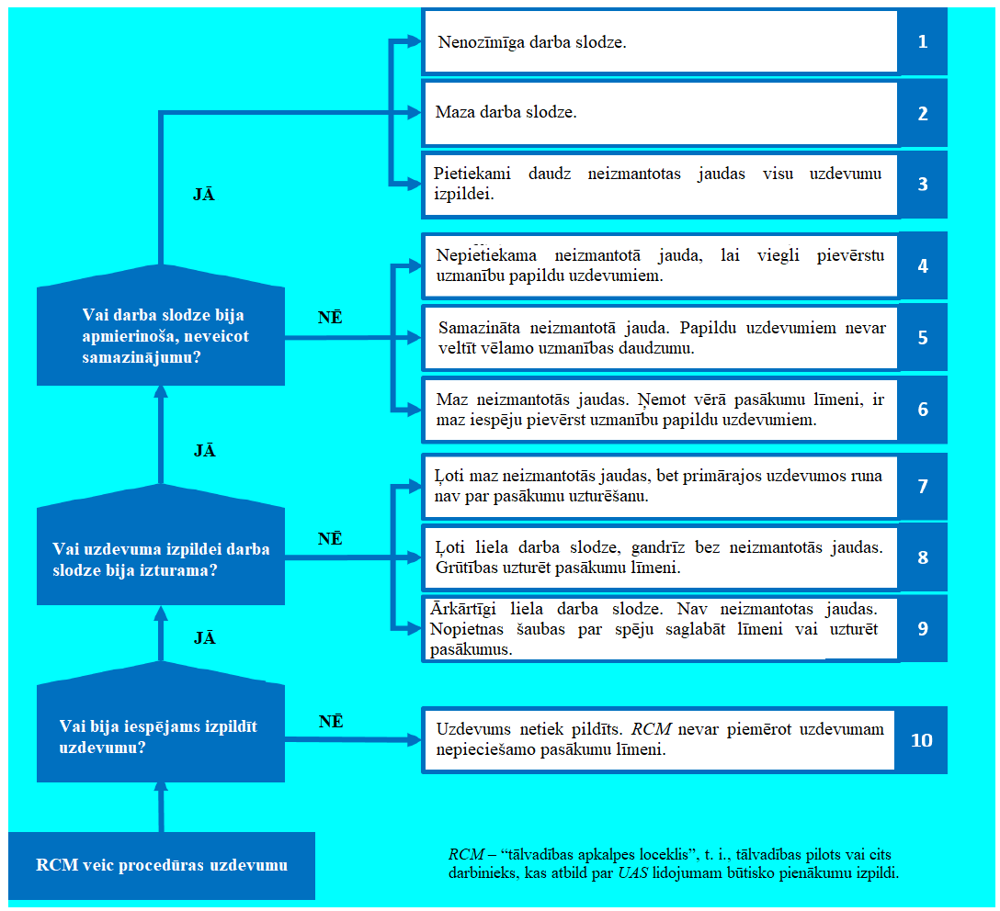 Nenozīmīga darba slodze.
1
Maza darba slodze.
2
Pietiekami daudz neizmantotas jaudas visu uzdevumu
izpildei.
3
JĀ
Nepietiekama neizmantotā jauda, lai viegli pievērstu
uzmanību papildu uzdevumiem.
4
Vai darba slodze bija
apmierinoša, neveicot
samazinājumu?
NĒ
Samazināta neizmantotā jauda. Papildu uzdevumiem nevar
veltīt vēlamo uzmanības daudzumu.
5
Maz neizmantotās jaudas. Ņemot vērā pasākumu līmeni, ir
maz iespēju pievērst uzmanību papildu uzdevumiem.
6
JĀ
Ļoti maz neizmantotās jaudas, bet primārajos uzdevumos runa
nav par pasākumu uzturēšanu.
7
Vai uzdevuma izpildei darba
slodze bija izturama?
NĒ
Ļoti liela darba slodze, gandrīz bez neizmantotās jaudas.
Grūtības uzturēt pasākumu līmeni.
8
Ārkārtīgi liela darba slodze. Nav neizmantotas jaudas.
Nopietnas šaubas par spēju saglabāt līmeni vai uzturēt
pasākumus.
9
JĀ
Vai bija iespējams izpildīt
uzdevumu?
NĒ
Uzdevums netiek pildīts. RCM nevar piemērot uzdevumam
nepieciešamo pasākumu līmeni.
10
RCM veic procedūras uzdevumu
RCM – “tālvadības apkalpes loceklis”, t. i., tālvadības pilots vai cits
darbinieks, kas atbild par UAS lidojumam būtisko pienākumu izpildi.